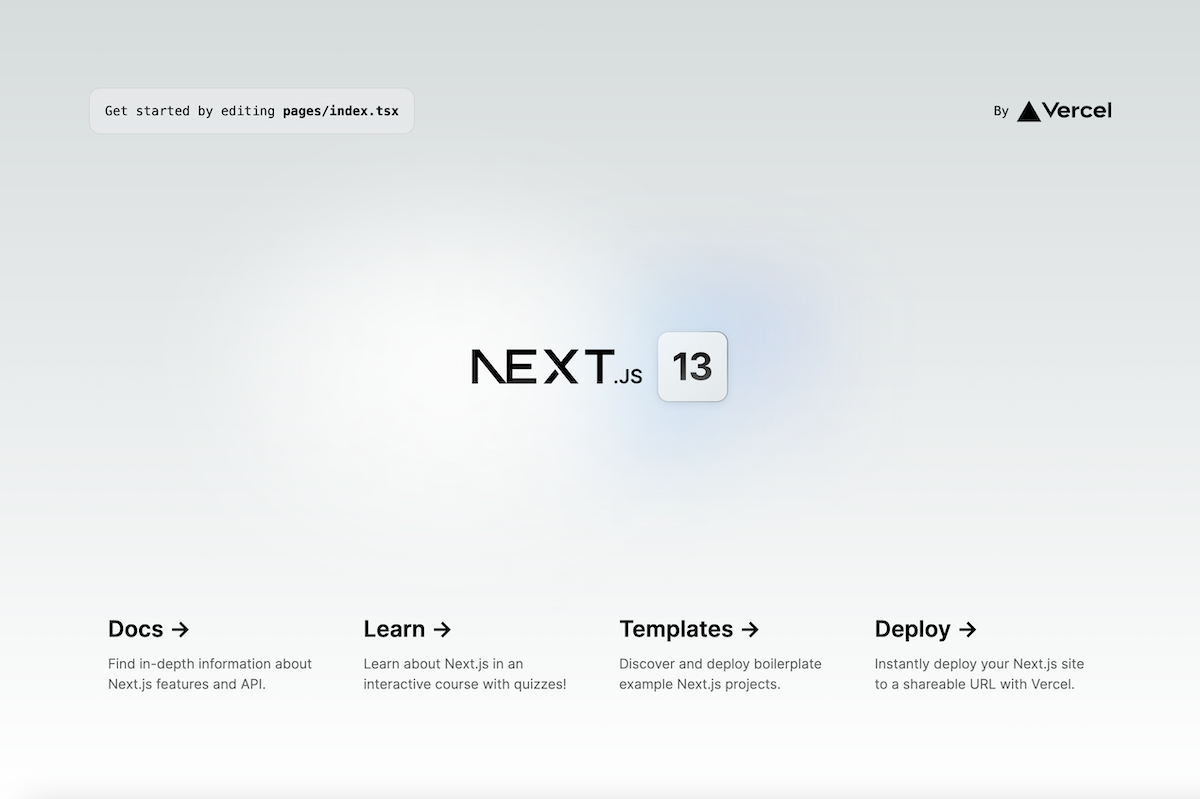 Get started by editing pages/index.tsx
By Vercel
NEXT.JS 13
Docs →
Find in-depth information about
Next.js features and API.
Learn →
Learn about Next.js in an
interactive course with quizzes!
Templates →
Discover and deploy boilerplate
example Next.js projects.
Deploy →
Instantly deploy your Next.js site
to a shareable URL with Vercel.